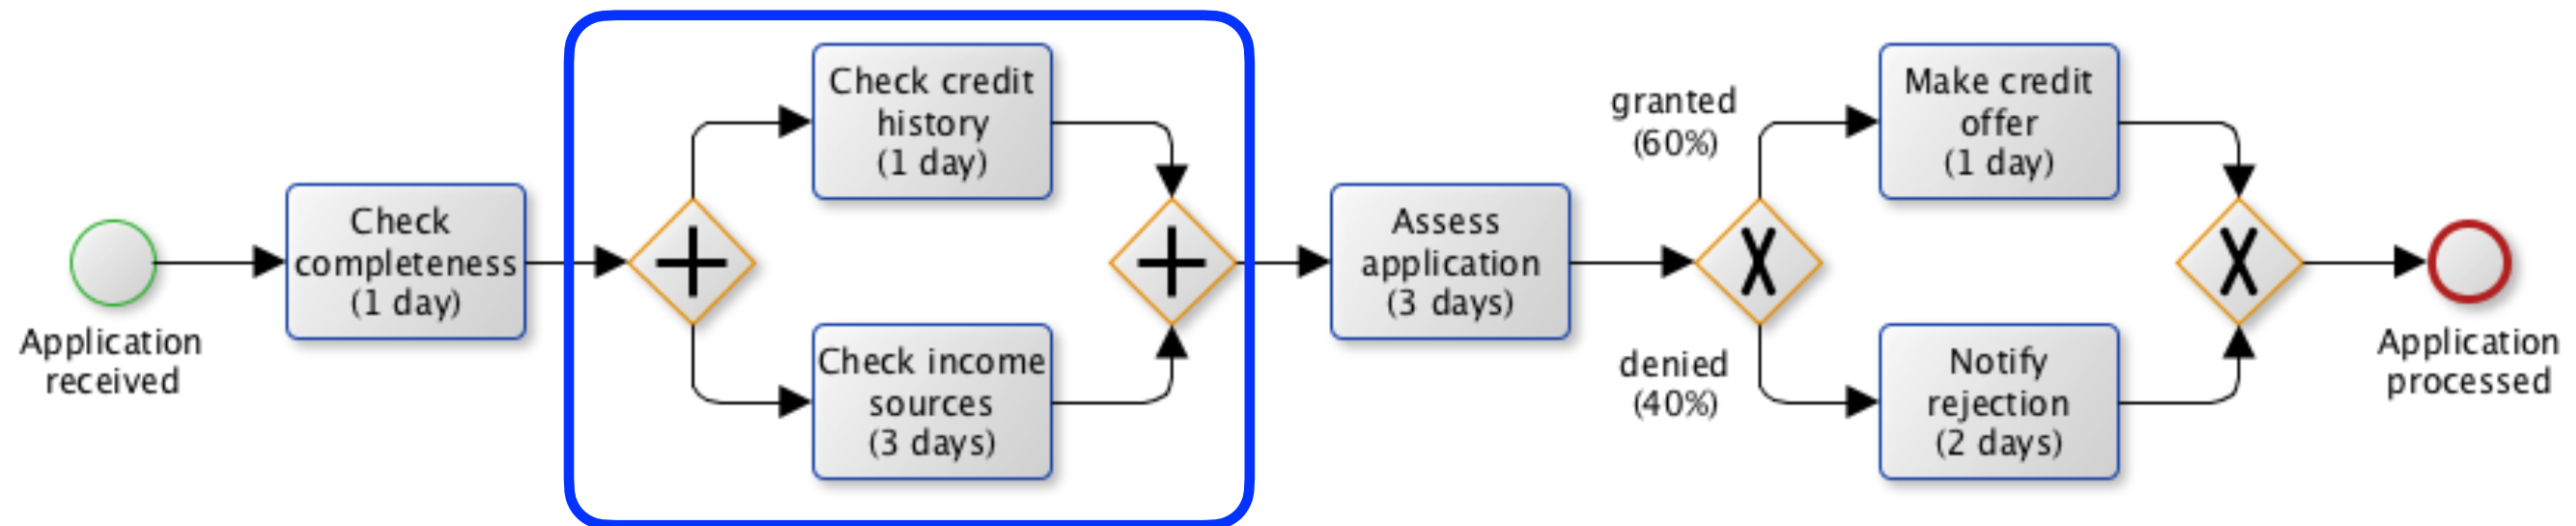 Application
received
Check
completeness
(1 day)
Check credit
history
(1 day)
Check income
sources
(3 days)
Assess
application
(3 days)
granted
(60%)
denied
(40%)
Make credit
offer
(1 day)
Notify
rejection
(2 days)
Application
processed